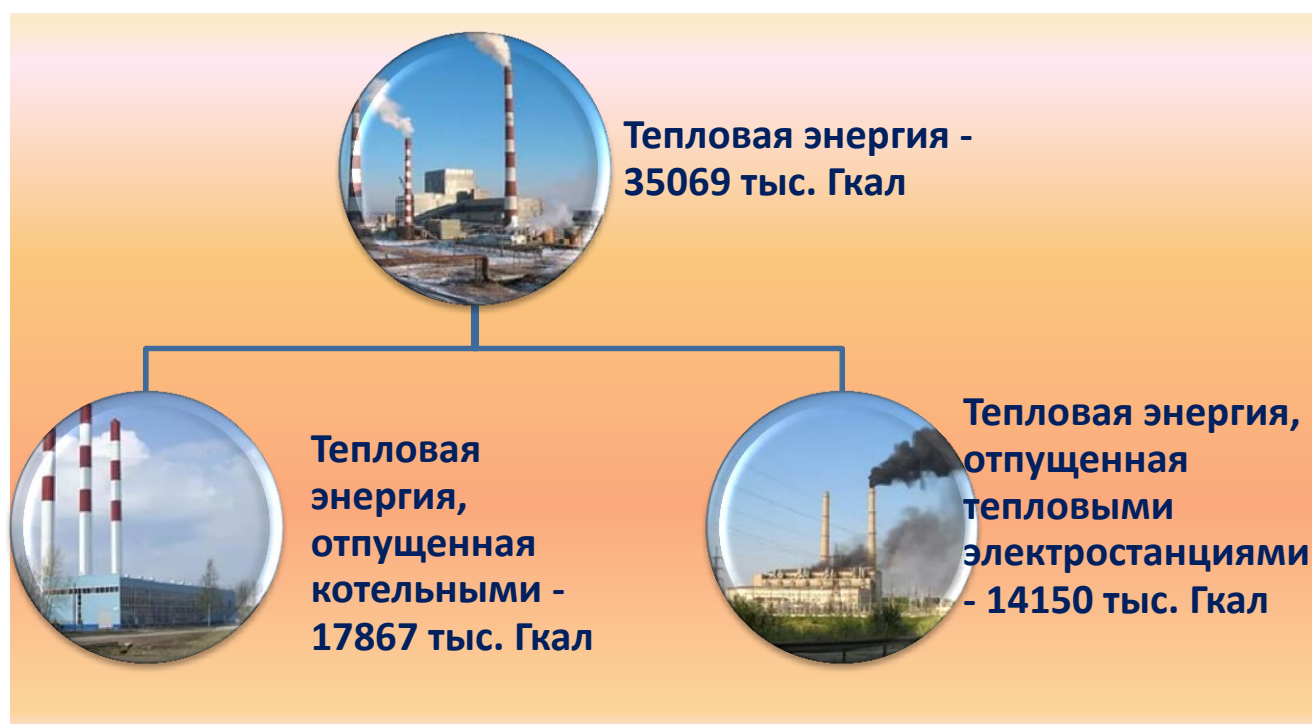 Тепловая энергия -
35069 тыс. Гкал
Тепловая
энергия,
отпущенная
котельными -
17867 тыс. Гкал
Тепловая энергия,
отпущенная
тепловыми
электростанциями
- 14150 тыс. Гкал